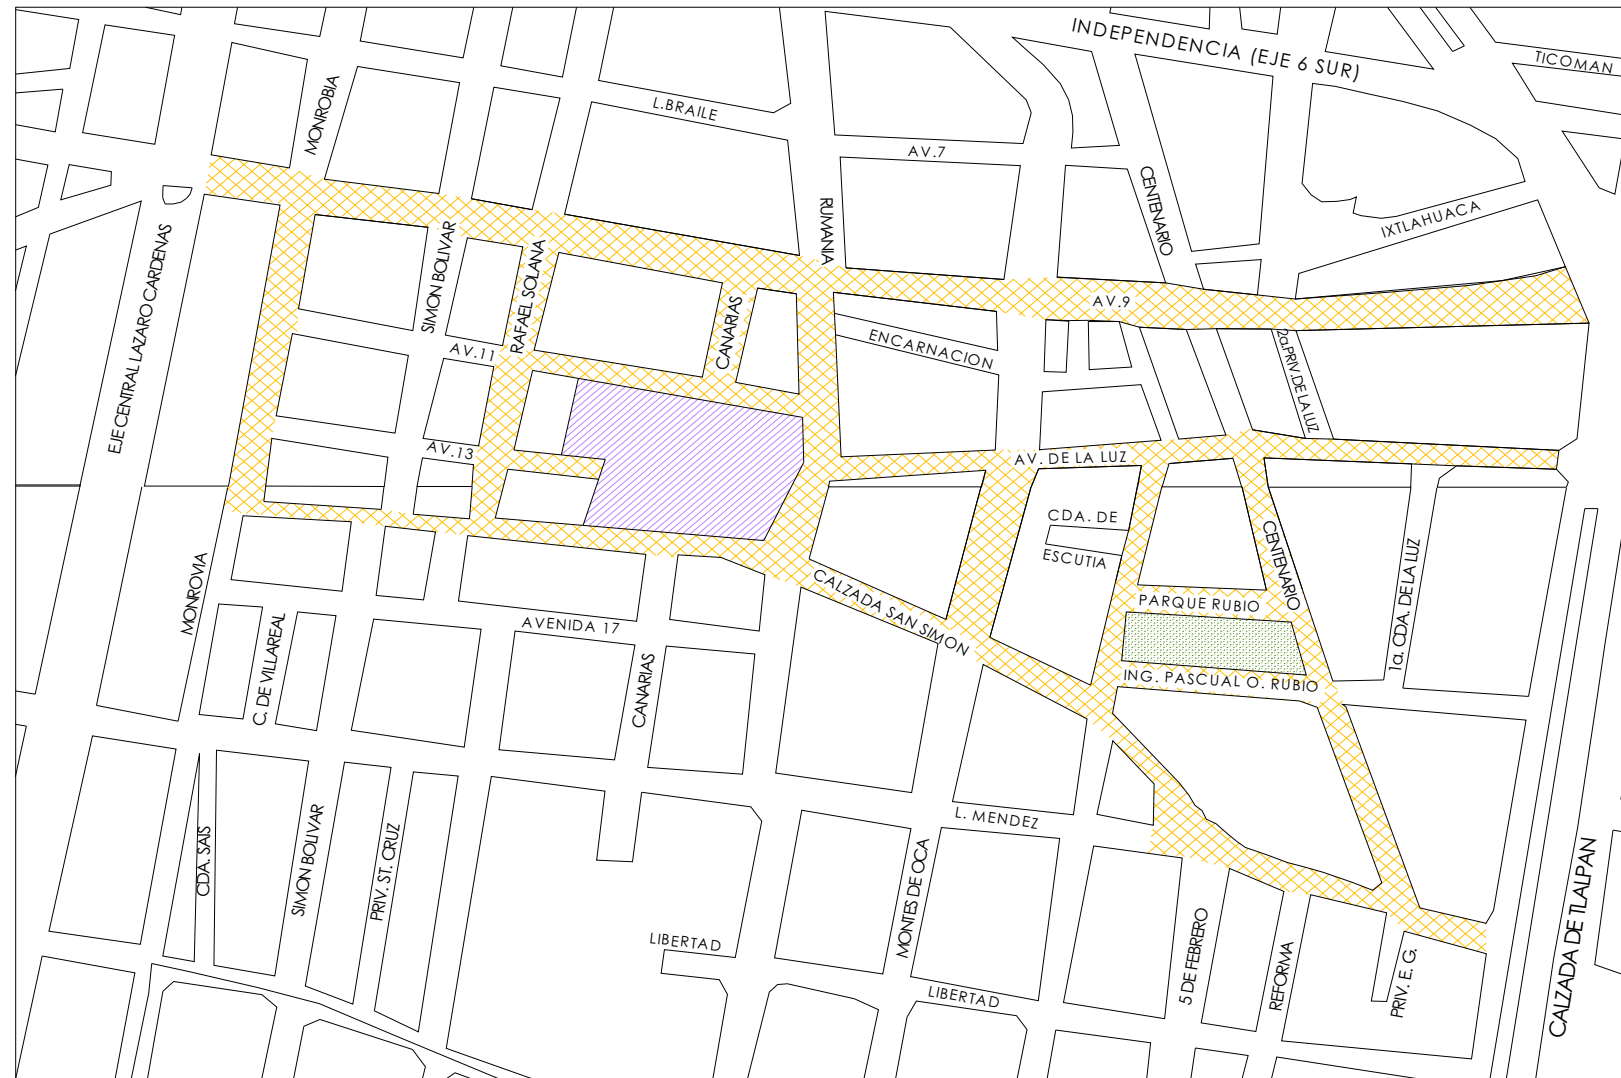 INDEPENDENCIA (EJE 6 SUR)
TICOMAN
MONROBIA
L.BRAILE
AV.7
CENTENARIO
IXTLAHUACA
RUMANIA
EJE CENTRAL LAZARO CARDENAS
SIMON BOLIVAR
RAFAEL SOLANA
CANARIAS
AV.9
ENCARNACION
AV.11
2a.PRIV.DE LA LUZ
AV.13
AV. DE LA LUZ
CDA. DE
ESCUTIA
CENTENARIO
1a. CDA. DE LA LUZ
MONROVIA
CALZADA SAN SIMON
PARQUE RUBIO
C. DE VILLAREAL
AVENIDA 17
CANARIAS
ING. PASCUAL O. RUBIO
CDA. SAIS
SIMON BOLIVAR
PRIV. ST. CRUZ
L. MENDEZ
MONTES DE OCA
CALZADA DE TLALPAN
LIBERTAD
5 DE FEBRERO
REFORMA
PRIV. E. G.
LIBERTAD